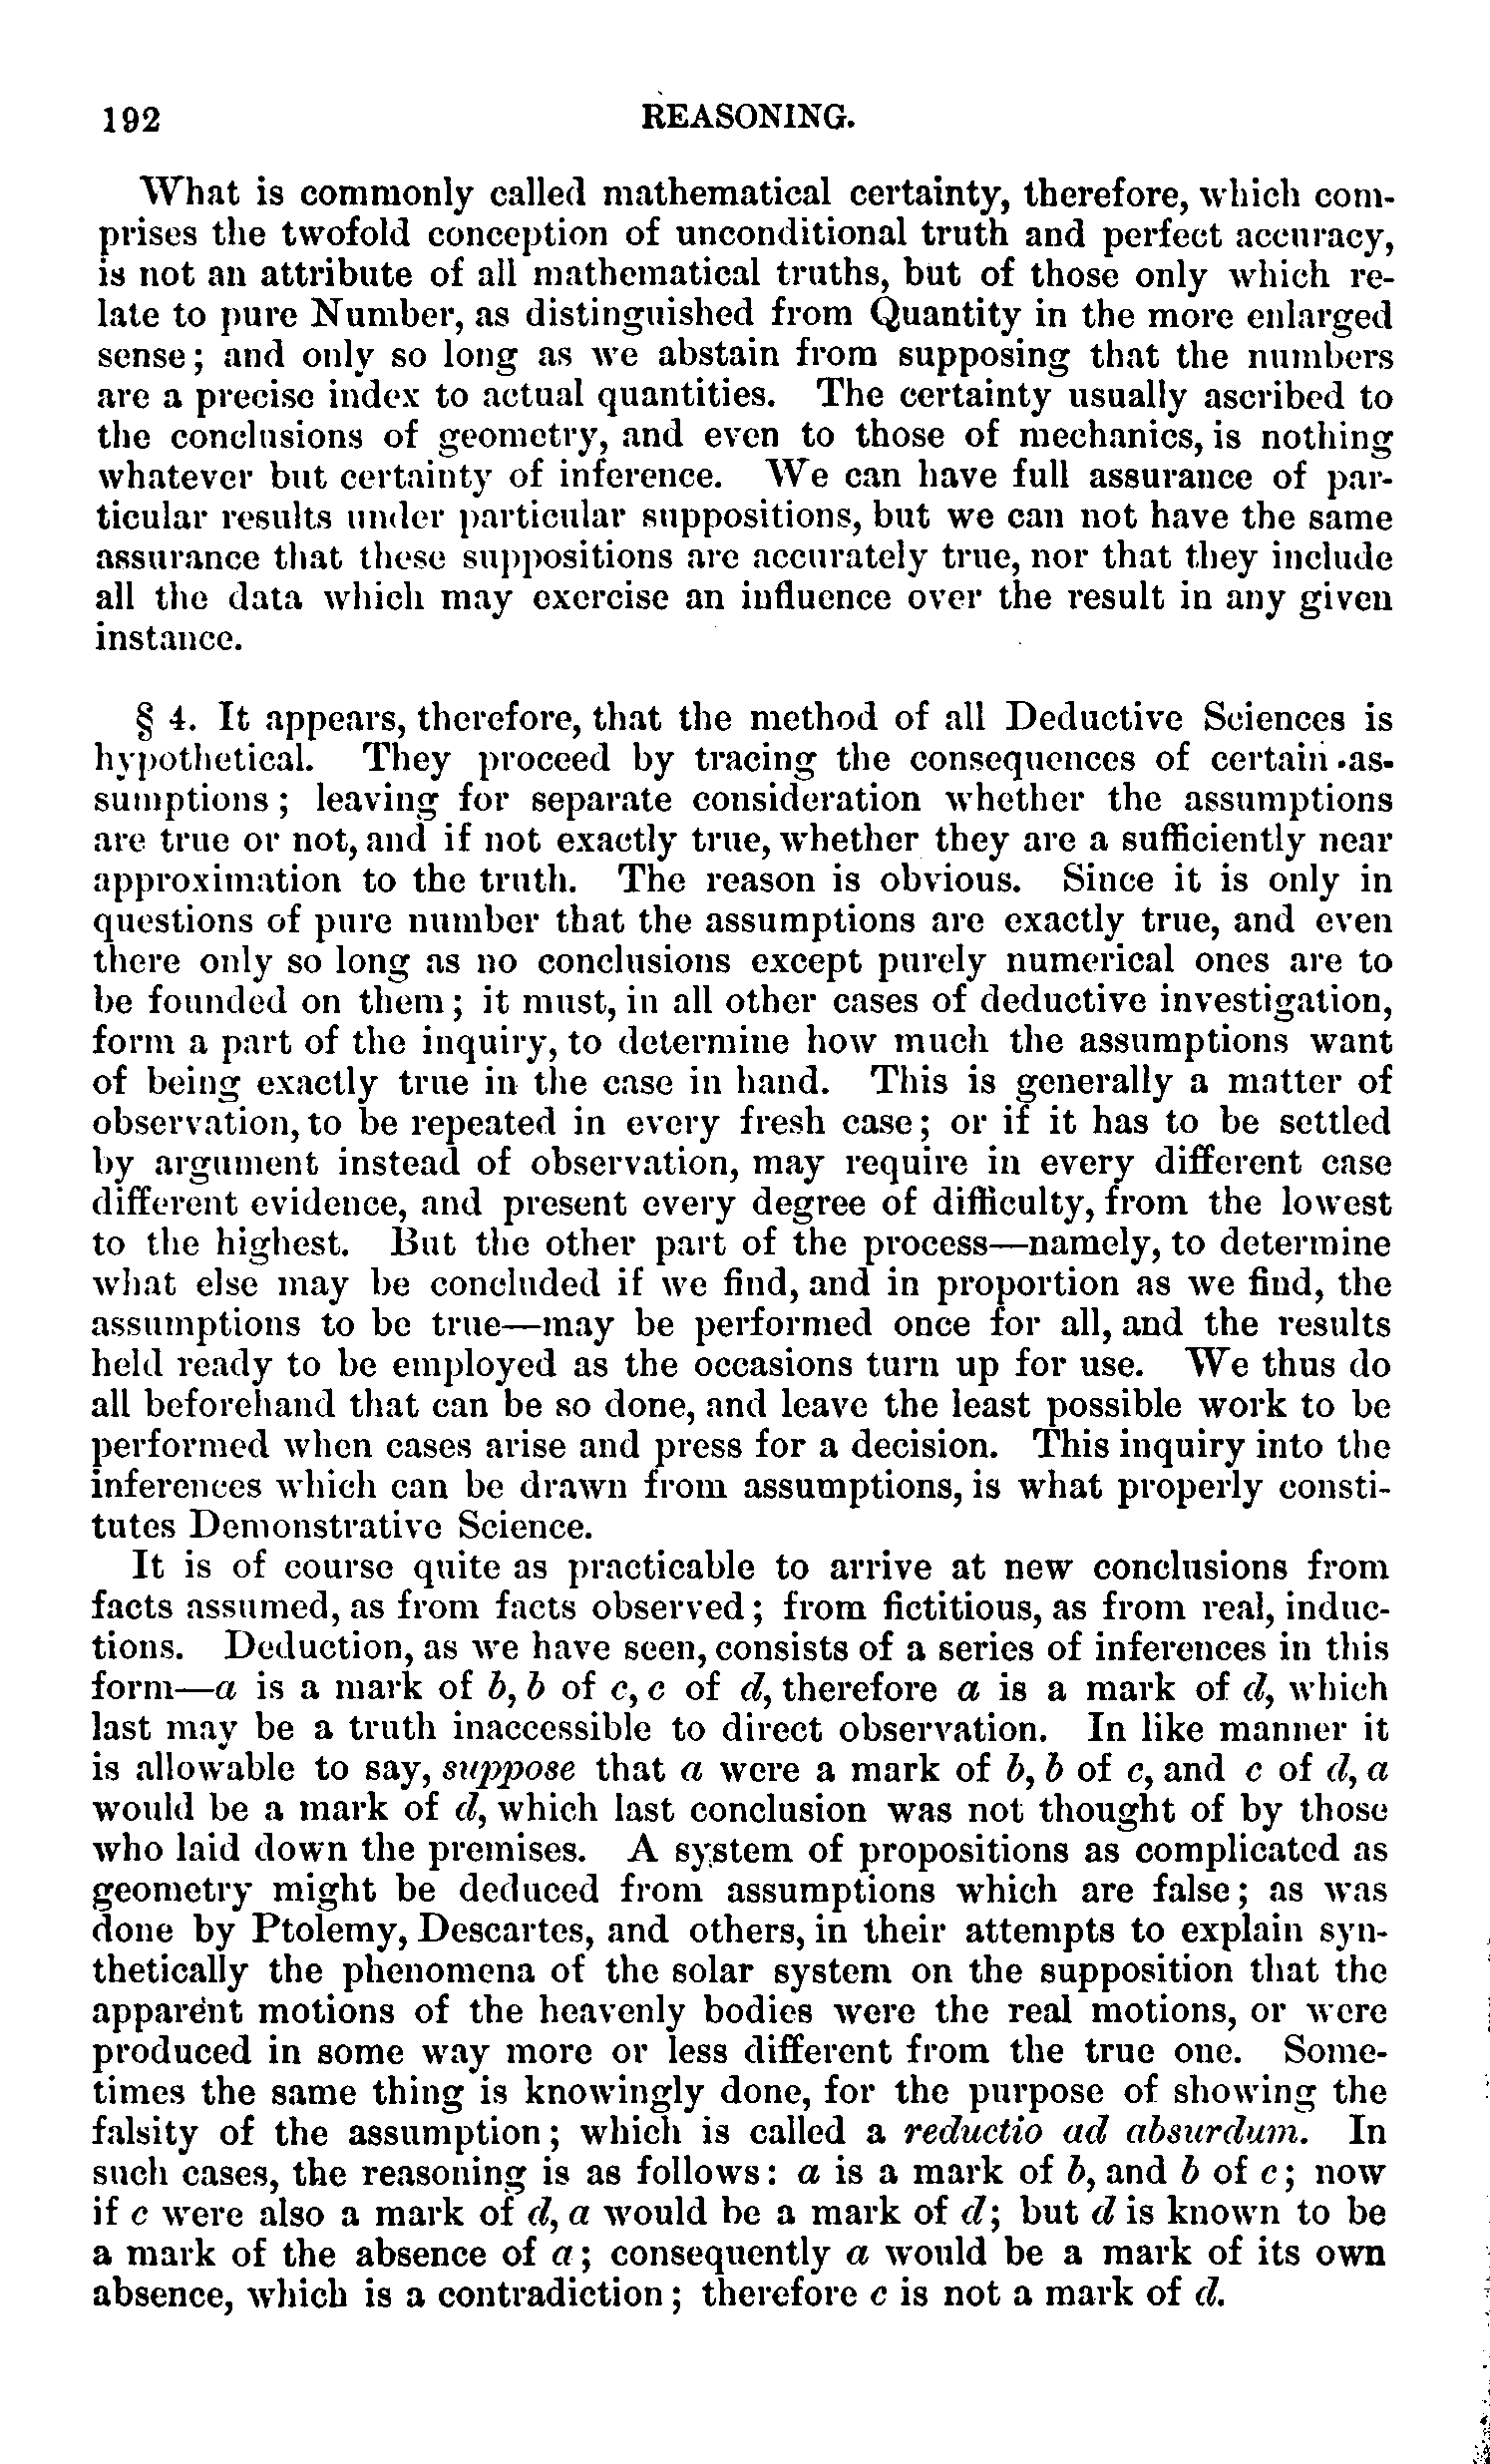 192 REASONING.
What is commonly called mathematical certainty, therefore, which com-
prises the twofold conception of unconditional truth and perfect accuracy,
is not an attribute of all mathematical truths, but of those only which re-
late to pure Number, as distinguished from Quantity in the more enlarged
sense; and only so long as we abstain from supposing that the numbers
are a precise index to actual quantities. The certainty usually ascribed to
the conclusions of geometry, and even to those of mechanics, is nothing
whatever but certainty of inference. We can have full assurance of par-
ticular results under particular suppositions, but we can not have the same
assurance that these suppositions are accurately true, nor that they include
all the data which may exercise an influence over the result in any given
instance.
§ 4. It appears, therefore, that the method of all Deductive Sciences is
hypothetical. They proceed by tracing the consequences of certain as-
sumptions; leaving for separate consideration whether the assumptions
are true or not, and if not exactly true, whether they are a sufficiently near
approximation to the truth. The reason is obvious. Since it is only in
questions of pure number that the assumptions are exactly true, and even
there only so long as no conclusions except purely numerical ones are to
be founded on them; it must, in all other cases of deductive investigation,
form a part of the inquiry, to determine how much the assumptions want
of being exactly true in the case in hand. This is generally a matter of
observation, to be repeated in every fresh case; or if it has to be settled
by argument instead of observation, may require in every different case
different evidence, and present every degree of difficulty, from the lowest
to the highest. But the other part of the process—namely, to determine
what else may be concluded if we find, and in proportion as we find, the
assumptions to be true—may be performed once for all, and the results
held ready to be employed as the occasions turn up for use. We thus do
all beforehand that can be so done, and leave the least possible work to be
performed when cases arise and press for a decision. This inquiry into the
inferences which can be drawn from assumptions, is what properly consti-
tutes Demonstrative Science.
It is of course quite as practicable to arrive at new conclusions from
facts assumed, as from facts observed; from fictitious, as from real, induc-
tions. Deduction, as we have seen, consists of a series of inferences in this
form—a is a mark of b, b of c, c of d, therefore a is a mark of d, which
last may be a truth inaccessible to direct observation. In like manner it
is allowable to say, suppose that a were a mark of b, b of c, and c of d, a
would be a mark of d, which last conclusion was not thought of by those
who laid down the premises. A system of propositions as complicated as
geometry might be deduced from assumptions which are false; as was
done by Ptolemy, Descartes, and others, in their attempts to explain syn-
thetically the phenomena of the solar system on the supposition that the
apparent motions of the heavenly bodies were the real motions, or were
produced in some way more or less different from the true one. Some-
times the same thing is knowingly done, for the purpose of showing the
falsity of the assumption; which is called a reductio ad absurdum. In
such cases, the reasoning is as follows: a is a mark of b, and b of c; now
if c were also a mark of d, a would be a mark of d; but d is known to be
a mark of the absence of a; consequently a would be a mark of its own
absence, which is a contradiction; therefore c is not a mark of d.